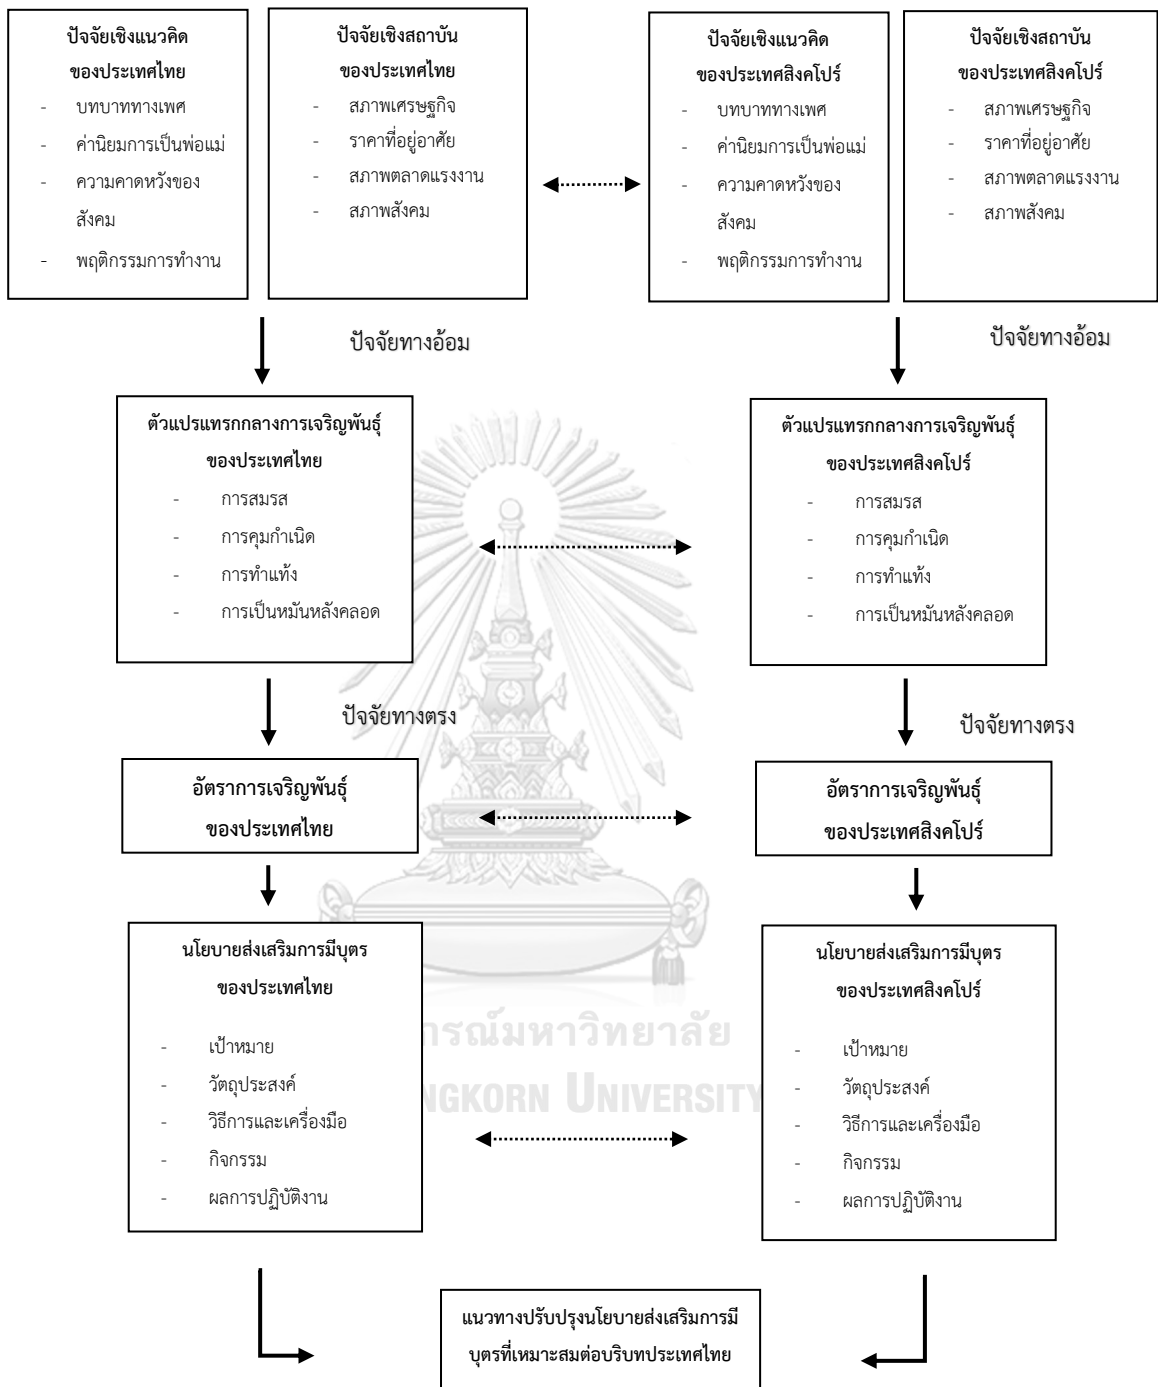 ปัจจัยเชิงแนวคิด
ของประเทศไทย
- บทบาททางเพศ
- ค่านิยมการเป็นพ่อแม่
- ความคาดหวังของ
สังคม
- พฤติกรรมการทำงาน
ปัจจัยเชิงสถาบัน
ของประเทศไทย
- สภาพเศรษฐกิจ
- ราคาที่อยู่อาศัย
- สภาพตลาดแรงงาน
- สภาพสังคม
ปัจจัยเชิงแนวคิด
ของประเทศสิงคโปร์
- บทบาททางเพศ
- ค่านิยมการเป็นพ่อแม่
- ความคาดหวังของ
สังคม
- พฤติกรรมการทำงาน
ปัจจัยเชิงสถาบัน
ของประเทศสิงคโปร์
- สภาพเศรษฐกิจ
- ราคาที่อยู่อาศัย
- สภาพตลาดแรงงาน
- สภาพสังคม
ปัจจัยทางอ้อม
ปัจจัยทางอ้อม
ตัวแปรแทรกกลางการเจริญพันธุ์
ของประเทศไทย
- การสมรส
- การคุมกำเนิด
- การทำแท้ง
- การเป็นหมันหลังคลอด
ตัวแปรแทรกกลางการเจริญพันธุ์
ของประเทศสิงคโปร์
- การสมรส
- การคุมกำเนิด
- การทำแท้ง
- การเป็นหมันหลังคลอด
ปัจจัยทางตรง
ปัจจัยทางตรง
อัตราการเจริญพันธุ์
ของประเทศไทย
อัตราการเจริญพันธุ์
ของประเทศสิงคโปร์
นโยบายส่งเสริมการมีบุตร
ของประเทศไทย
- เป้าหมาย
- วัตถุประสงค์
- วิธีการและเครื่องมือ
- กิจกรรม
- ผลการปฏิบัติงาน
นโยบายส่งเสริมการมีบุตร
ของประเทศสิงคโปร์
- เป้าหมาย
- วัตถุประสงค์
- วิธีการและเครื่องมือ
- กิจกรรม
- ผลการปฏิบัติงาน
รณ์มหาวิทยาลัย
NGKORN UNIVERSITY
แนวทางปรับปรุงนโยบายส่งเสริมการมี
บุตรที่เหมาะสมต่อบริบทประเทศไทย